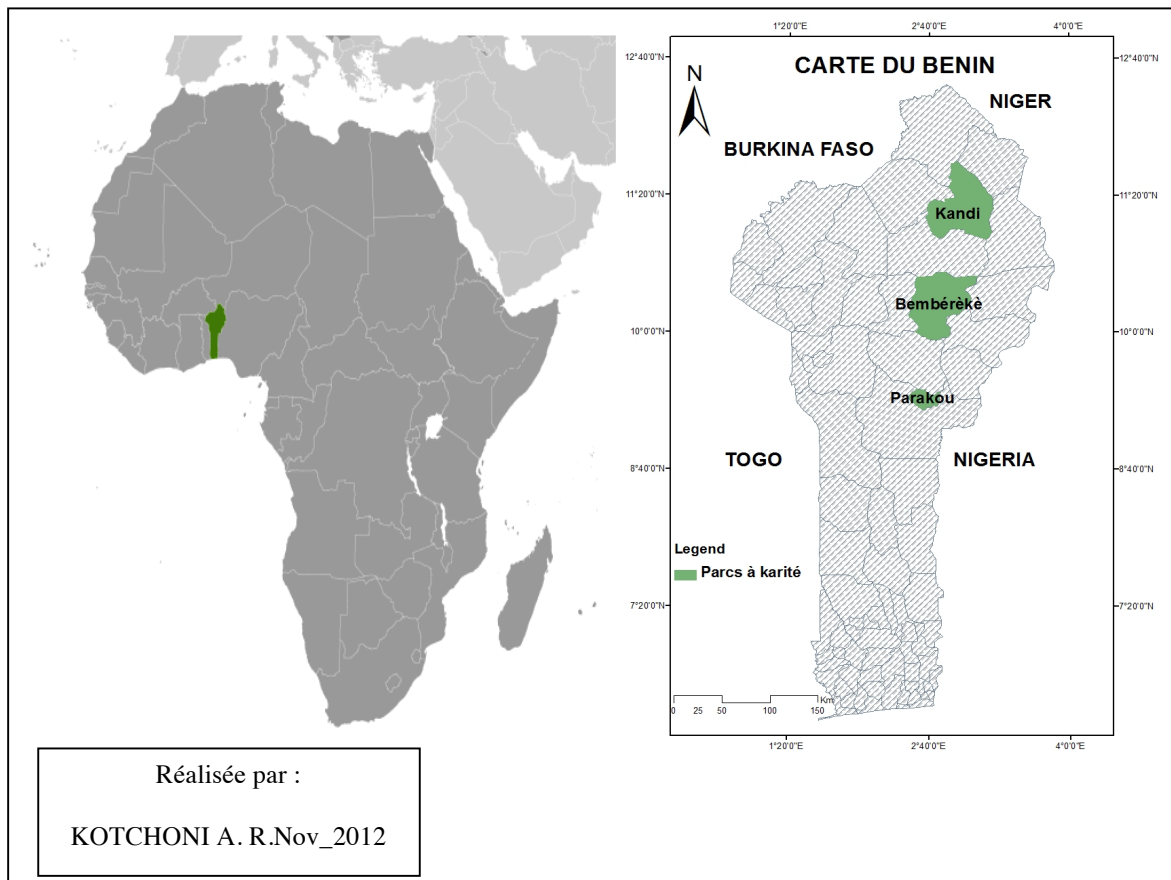 1°20'0"E 2°40'0"E 4°0'0"E
12°40'0"N 12°40'0"N
CARTE DU BENIN
N
NIGER
BURKINA FASO
11°20'0"N 11°20'0"N
Kandi
Bembérèkè
10°0'0"N 10°0'0"N
Parakou
TOGO NIGERIA
8°40'0"N 8°40'0"N
Legend
Parcs à karité
7°20'0"N 7°20'0"N
Km
0 25 50 100 150
1°20'0"E 2°40'0"E 4°0'0"E
Réalisée par :
KOTCHONI A. R.Nov_2012